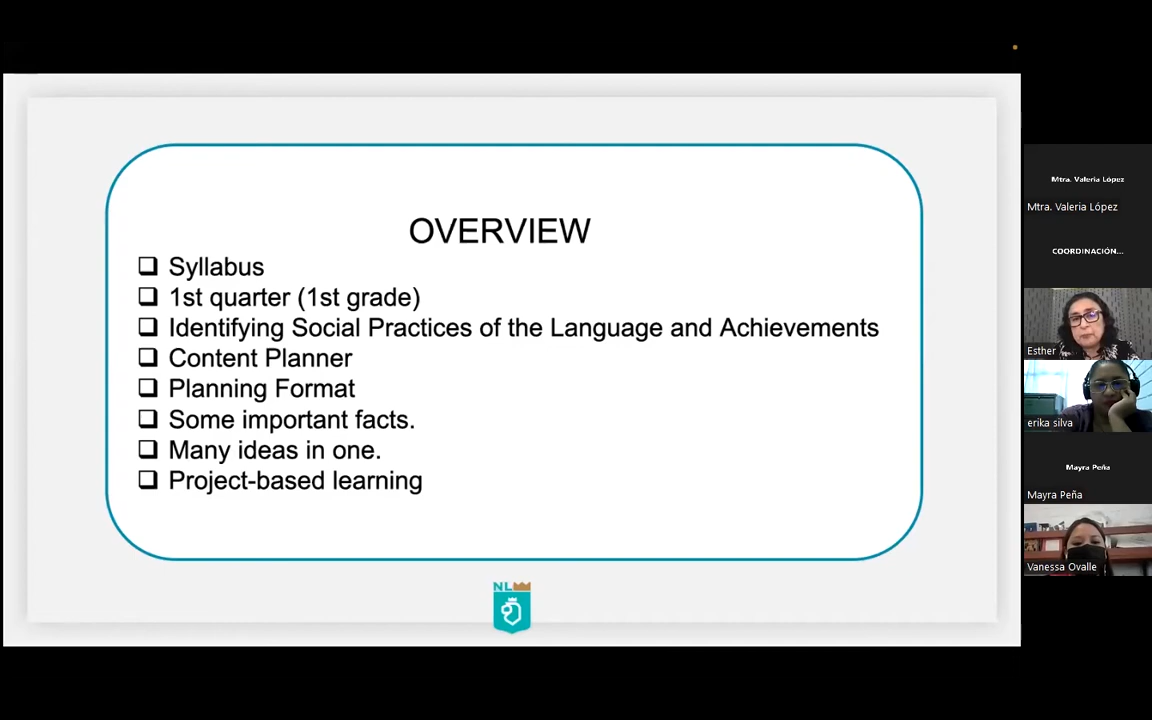 OVERVIEW
❑ Syllabus
❑ 1st quarter (1st grade)
❑ Identifying Social Practices of the Language and Achievements
❑ Content Planner
❑ Planning Format
❑ Some important facts.
❑ Many ideas in one.
❑ Project-based learning
NL
Mtra. Valeria López
Mtra. Valeria López
COORDINACIÓN...
Esther
erika silva
Mayra Peña
Mayra Peña
Vanessa Ovalle